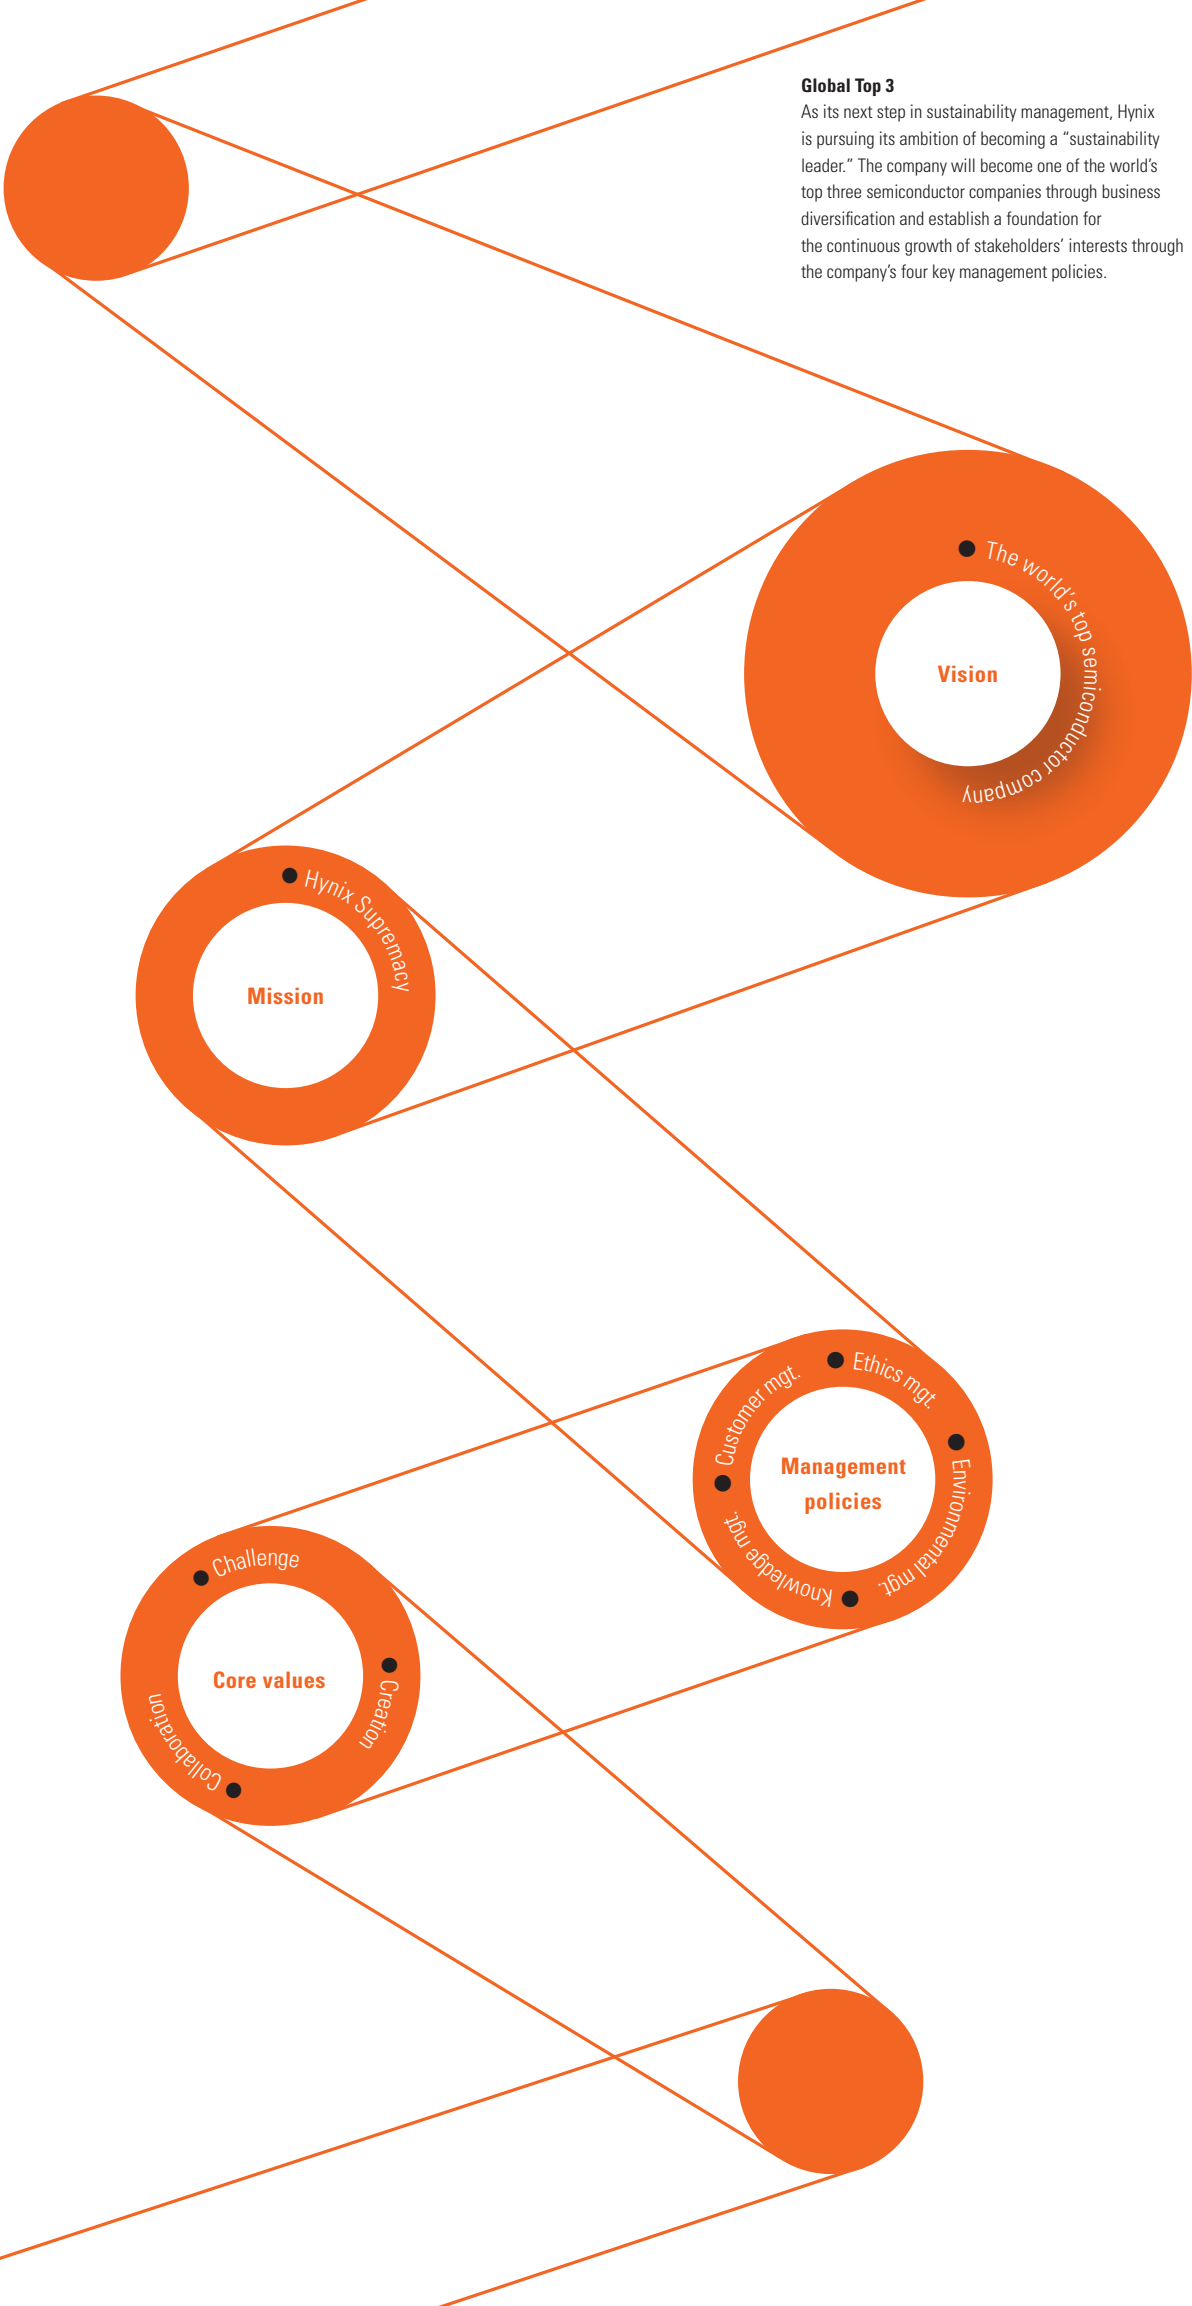 Global Top 3
As its next step in sustainability management, Hynix
is pursuing its ambition of becoming a “sustainability
leader.” The company will become one of the world’s
top three semiconductor companies through business
diversification and establish a foundation for
the continuous growth of stakeholders’ interests through
the company’s four key management policies.
The world’s top semiconductor company
Vision
Hynix Supremacy
Mission
Ethics mgt.
Environmental mgt.
Knowledge mgt.
Customer mgt.
Management
policies
Challenge
Creation
Collaboration
Core values